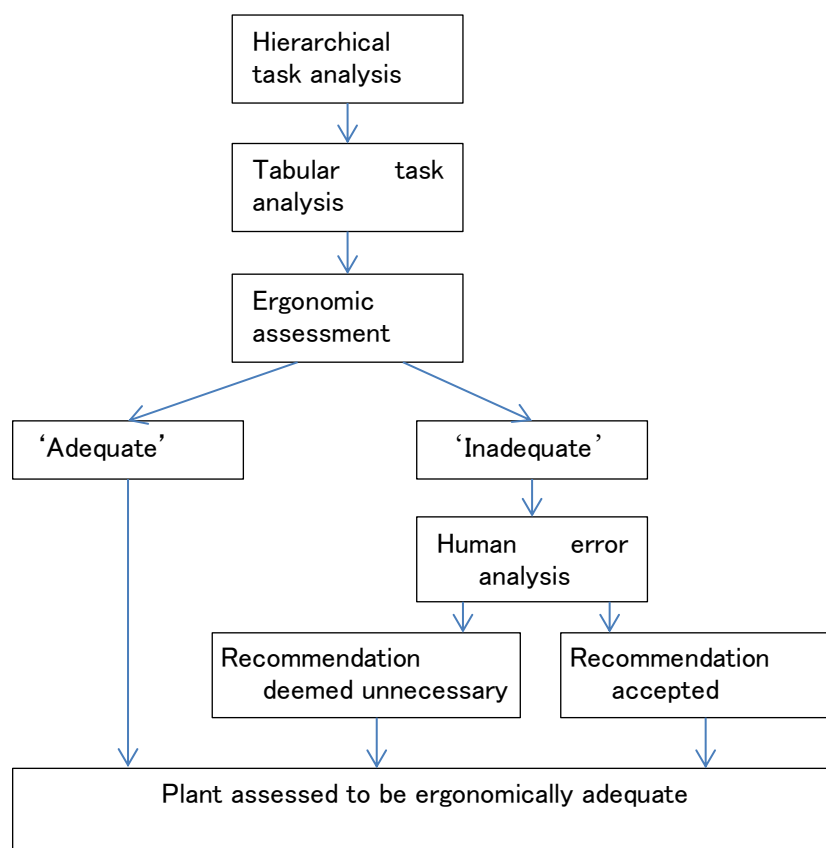 Hierarchical
task analysis
Tabular task
analysis
Ergonomic
assessment
‘Adequate’
‘Inadequate’
Human error
analysis
Recommendation
deemed unnecessary
Recommendation
accepted
Plant assessed to be ergonomically adequate